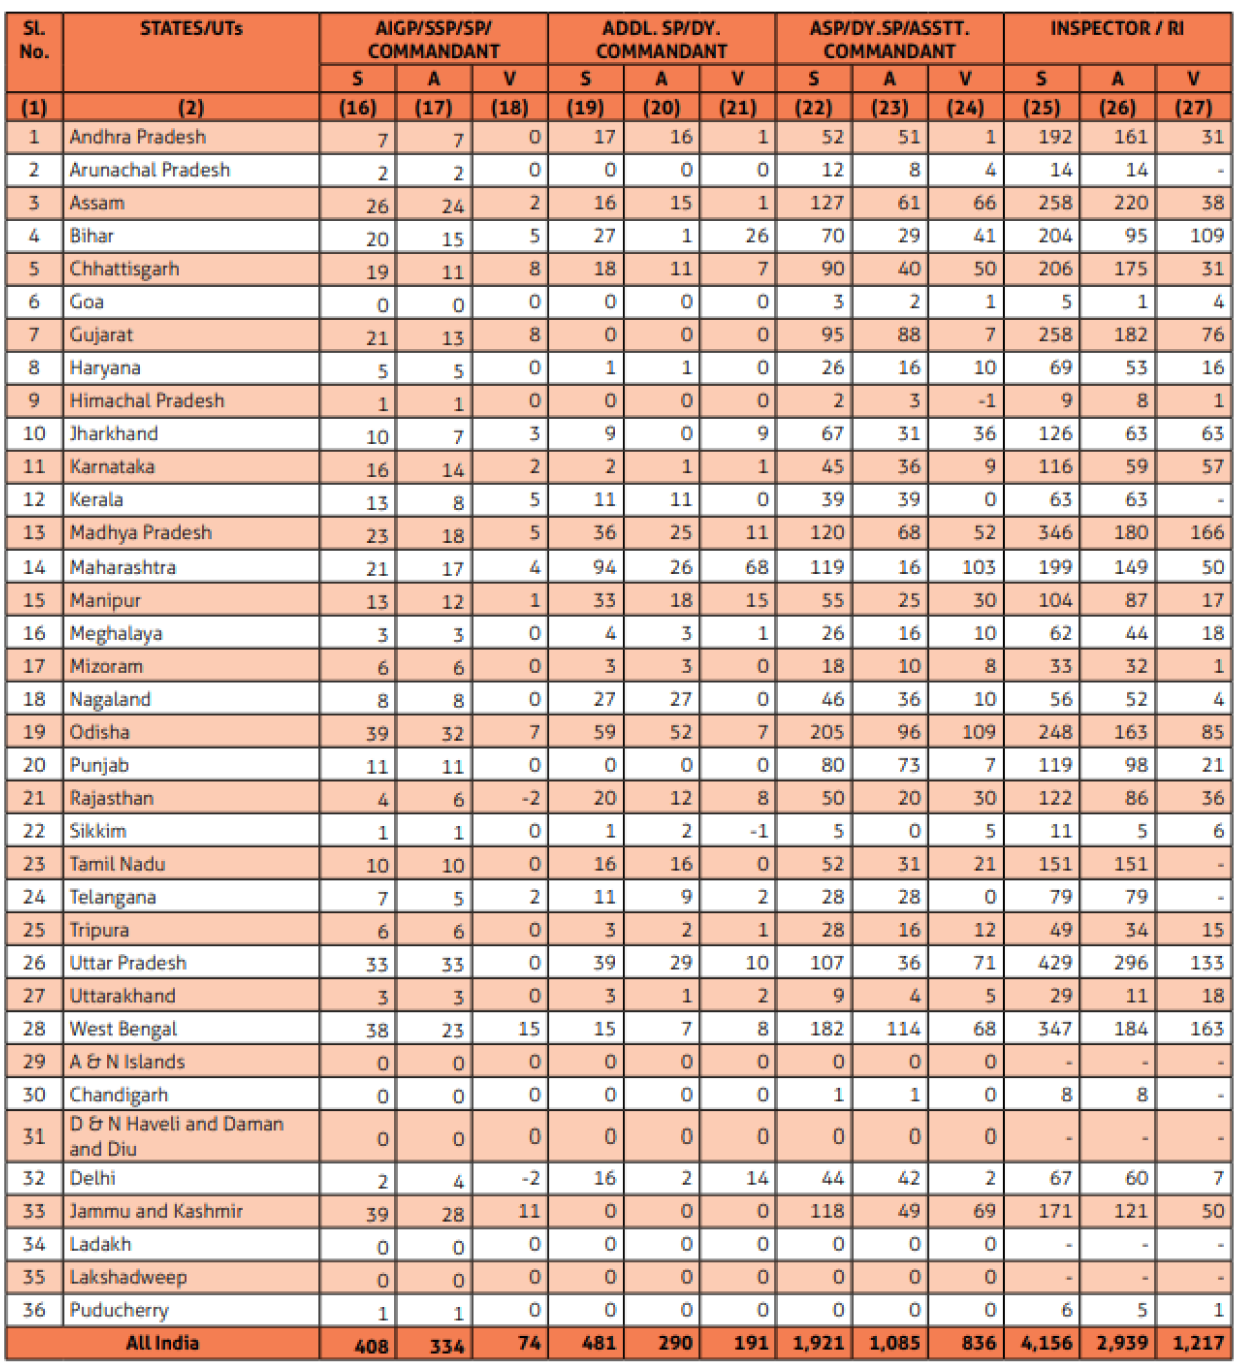 Sl. No. STATES/UTs AIGP/SSP/SP/ COMMANDANT ADDL. SP/DY. COMMANDANT ASP/DY.SP/ASSTT. COMMANDANT INSPECTOR / RI
S A V S A V S A V S A V
(1) (2) (16) (17) (18) (19) (20) (21) (22) (23) (24) (25) (26) (27)
1 Andhra Pradesh 7 7 0 17 16 1 52 51 1 192 161 31
2 Arunachal Pradesh 2 2 0 0 0 0 12 8 4 14 14 -
3 Assam 26 24 2 16 15 1 127 61 66 258 220 38
4 Bihar 20 15 5 27 1 26 70 29 41 204 95 109
5 Chhattisgarh 19 11 8 18 11 7 90 40 50 206 175 31
6 Goa 0 0 0 0 0 0 3 2 1 5 1 4
7 Gujarat 21 13 8 0 0 0 95 88 7 258 182 76
8 Haryana 5 5 0 1 1 0 26 16 10 69 53 16
9 Himachal Pradesh 1 1 0 0 0 0 2 3 -1 9 8 1
10 Jharkhand 10 7 3 9 0 9 67 31 36 126 63 63
11 Karnataka 16 14 2 2 1 1 45 36 9 116 59 57
12 Kerala 13 8 5 11 11 0 39 39 0 63 63 -
13 Madhya Pradesh 23 18 5 36 25 11 120 68 52 346 180 166
14 Maharashtra 21 17 4 94 26 68 119 16 103 199 149 50
15 Manipur 13 12 1 33 18 15 55 25 30 104 87 17
16 Meghalaya 3 3 0 4 3 1 26 16 10 62 44 18
17 Mizoram 6 6 0 3 3 0 18 10 8 33 32 1
18 Nagaland 8 8 0 27 27 0 46 36 10 56 52 4
19 Odisha 39 32 7 59 52 7 205 96 109 248 163 85
20 Punjab 11 11 0 0 0 0 80 73 7 119 98 21
21 Rajasthan 4 6 -2 20 12 8 50 20 30 122 86 36
22 Sikkim 1 1 0 1 2 -1 5 0 5 11 5 6
23 Tamil Nadu 10 10 0 16 16 0 52 31 21 151 151 -
24 Telangana 7 5 2 11 9 2 28 28 0 79 79 -
25 Tripura 6 6 0 3 2 1 28 16 12 49 34 15
26 Uttar Pradesh 33 33 0 39 29 10 107 36 71 429 296 133
27 Uttarakhand 3 3 0 3 1 2 9 4 5 29 11 18
28 West Bengal 38 23 15 15 7 8 182 114 68 347 184 163
29 A & N Islands 0 0 0 0 0 0 0 0 0 - - -
30 Chandigarh 0 0 0 0 0 0 1 1 0 8 8 -
31 D & N Haveli and Daman and Diu 0 0 0 0 0 0 0 0 0 - - -
32 Delhi 2 4 -2 16 2 14 44 42 2 67 60 7
33 Jammu and Kashmir 39 28 11 0 0 0 118 49 69 171 121 50
34 Ladakh 0 0 0 0 0 0 0 0 0 - - -
35 Lakshadweep 0 0 0 0 0 0 0 0 0 - - -
36 Puducherry 1 1 0 0 0 0 0 0 0 6 5 1
All India 408 334 74 481 290 191 1,921 1,085 836 4,156 2,939 1,217